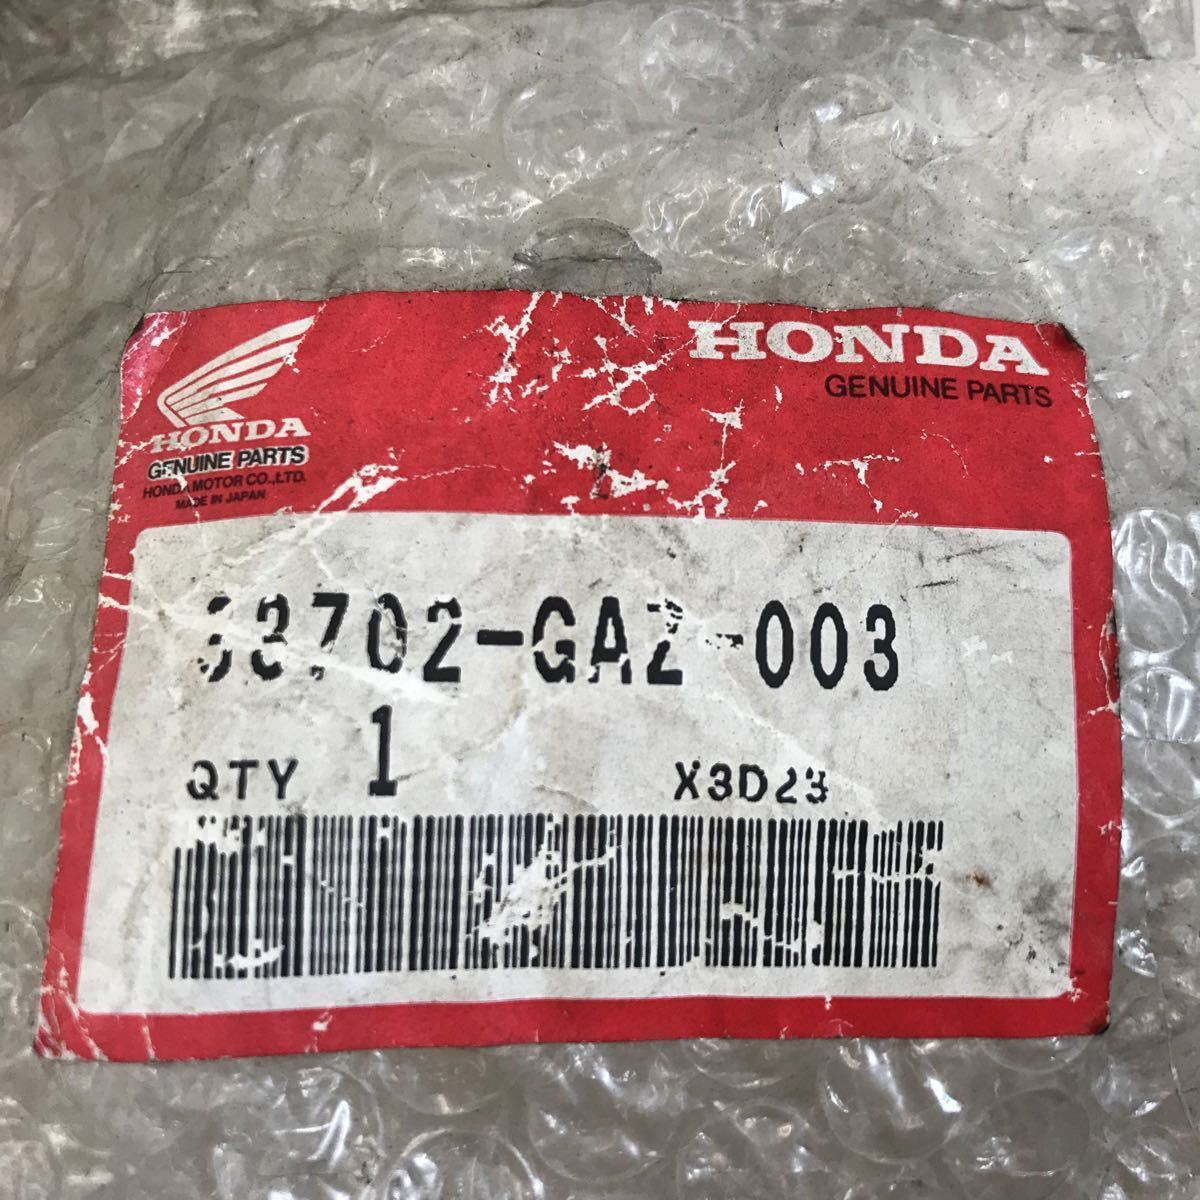 HONDA
GENUINE PARTS
HONDA MOTOR CO.,LTD.
MADE IN JAPAN
HONDA
GENUINE PARTS
33702-GAZ-003
QTY 1
X3D23